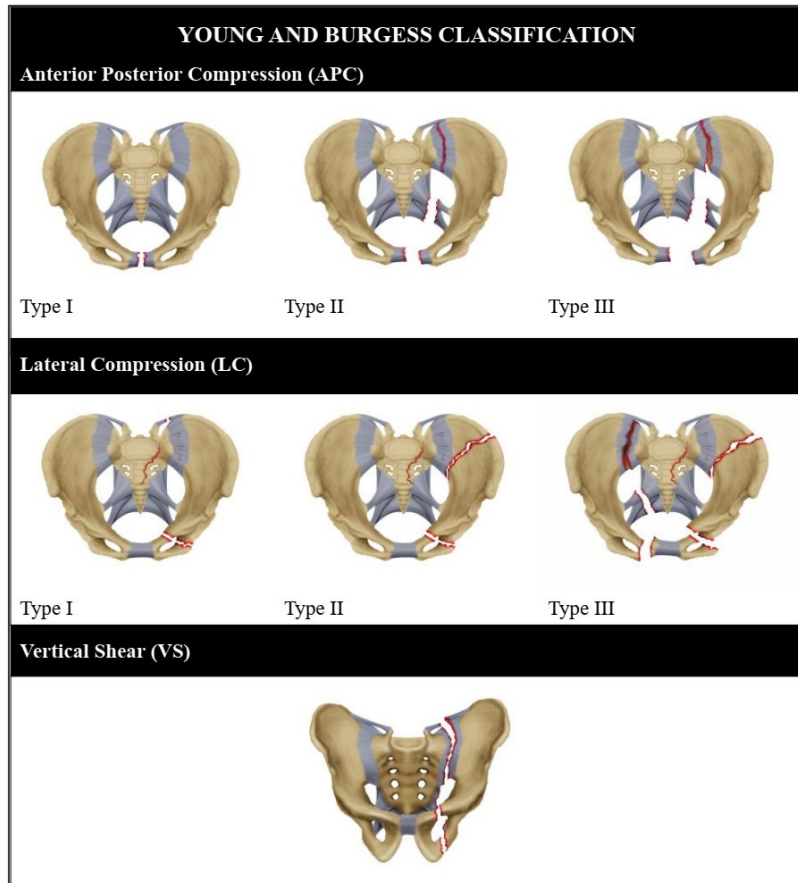 YOUNG AND BURGESS CLASSIFICATION
Anterior Posterior Compression (APC)
Type I
Type II
Type III
Lateral Compression (LC)
Type I
Type II
Type III
Vertical Shear (VS)